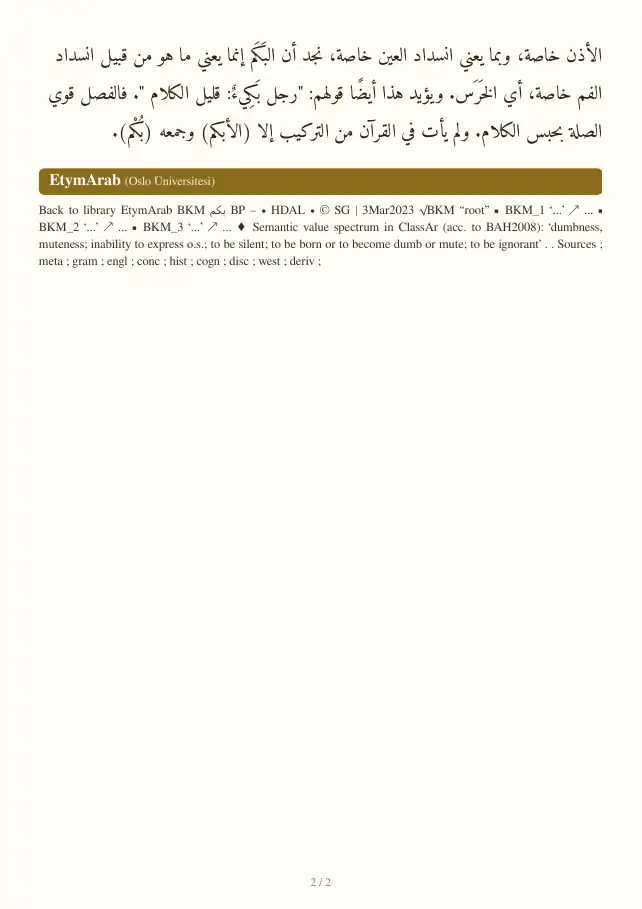 الأذن خاصة، وبما يعني انسداد العين خاصة، نجد أن البَكَم إنما يعني ما هو من قبيل انسداد
الفم خاصة، أي الخَرَس. ويؤيد هذا أيضًا قولهم: "رجل بَكِيءٌ: قليل الكلام ". فالفصل قوي
الصلة بحبس الكلام. ولم يأت في القرآن من التركيب إلا (الأبكم) وجمعه (بُكْم).
EtymArab (Oslo Üniversitesi)
Back to library EtymArab BKM بكم BP – • HDAL • © SG | 3Mar2023 √BKM “root” ▪ BKM_1 ‘...’ ↗ ... ▪
BKM_2 ‘...’ ↗ ... ▪ BKM_3 ‘...’ ↗ ... ♦ Semantic value spectrum in ClassAr (acc. to BAH2008): ‘dumbness,
muteness; inability to express o.s.; to be silent; to be born or to become dumb or mute; to be ignorant’ . . Sources ;
meta ; gram ; engl ; conc ; hist ; cogn ; disc ; west ; deriv ;
2 / 2